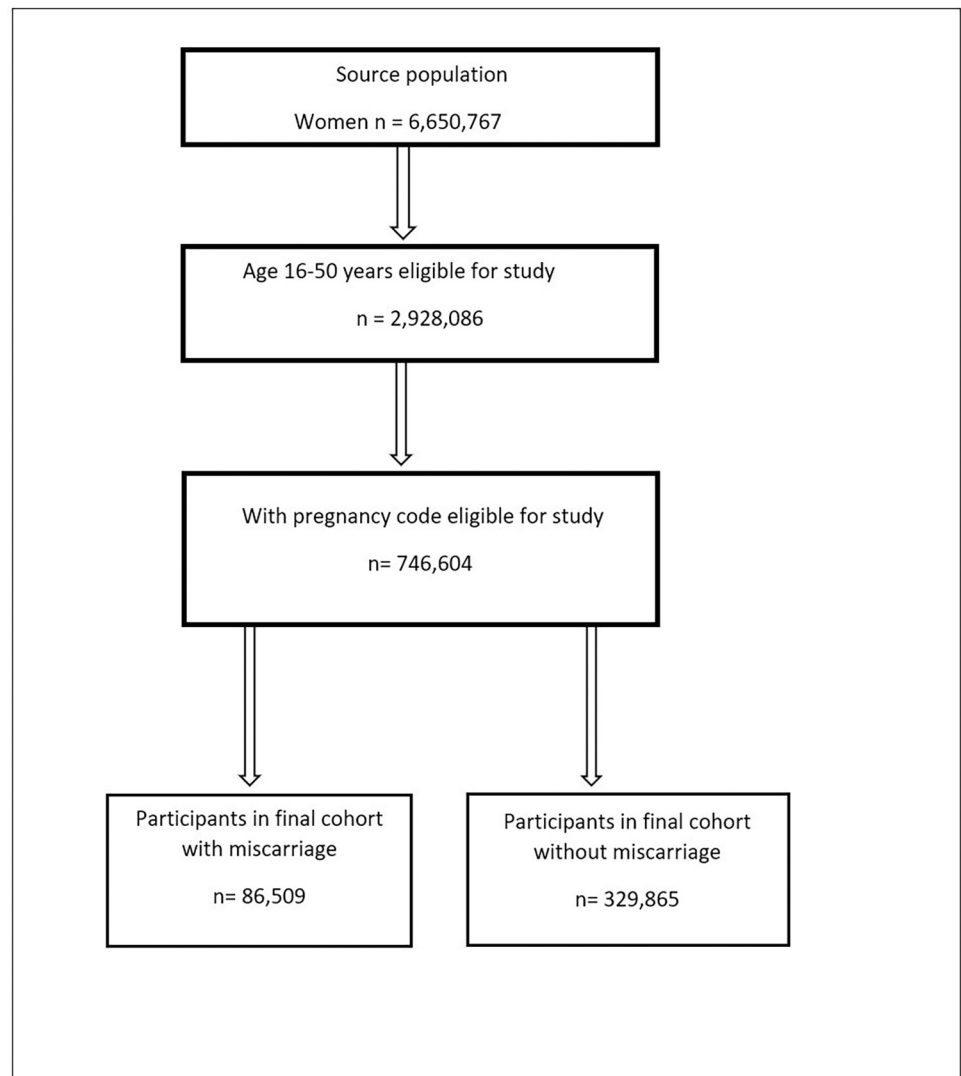 Source population
Women n = 6,650,767
Age 16-50 years eligible for study
n = 2,928,086
With pregnancy code eligible for study
n= 746,604
Participants in final cohort
with miscarriage
n= 86,509
Participants in final cohort
without miscarriage
n= 329,865